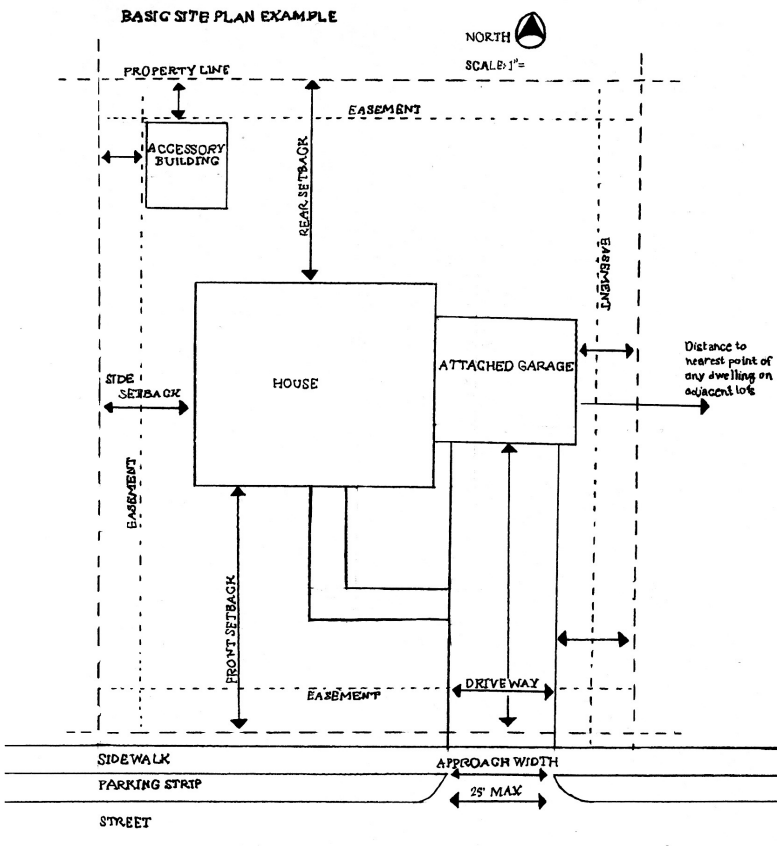 BASIC SITE PLAN EXAMPLE
NORTH
SCALE: 1"=
PROPERTY LINE
EASEMENT
ACCESSORY
BUILDING
REAR SETBACK
EASEMENT
Distance to
nearest point of
any dwelling on
adjacent lots
ATTACHED GARAGE
HOUSE
SIDE
SETBACK
EASEMENT
FRONT SETBACK
DRIVEWAY
EASEMENT
SIDEWALK
APPROACH WIDTH
PARKING STRIP
25' MAX
STREET